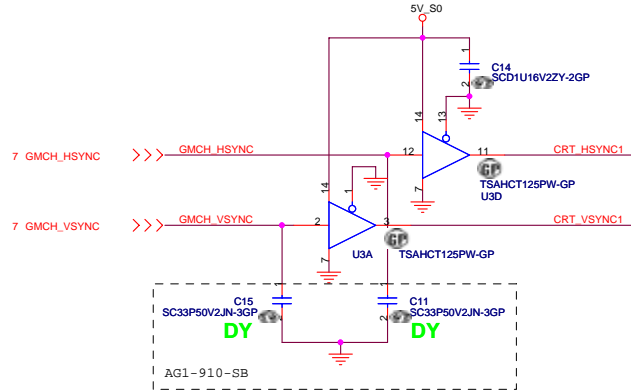 5V_S0
1
C14
SCD1U16V2ZY-2GP
2
14
13
7 GMCH_HSYNC
GMCH_HSYNC
12
11
CRT_HSYNC1
GP
TSAHCT125PW-GP
U3D
7
14
1
7 GMCH_VSYNC
GMCH_VSYNC
2
3
CRT_VSYNC1
GP
U3A
TSAHCT125PW-GP
7
1
C15
SC33P50V2JN-3GP
2
DY
1
C11
SC33P50V2JN-3GP
2
DY
AG1-910-SB